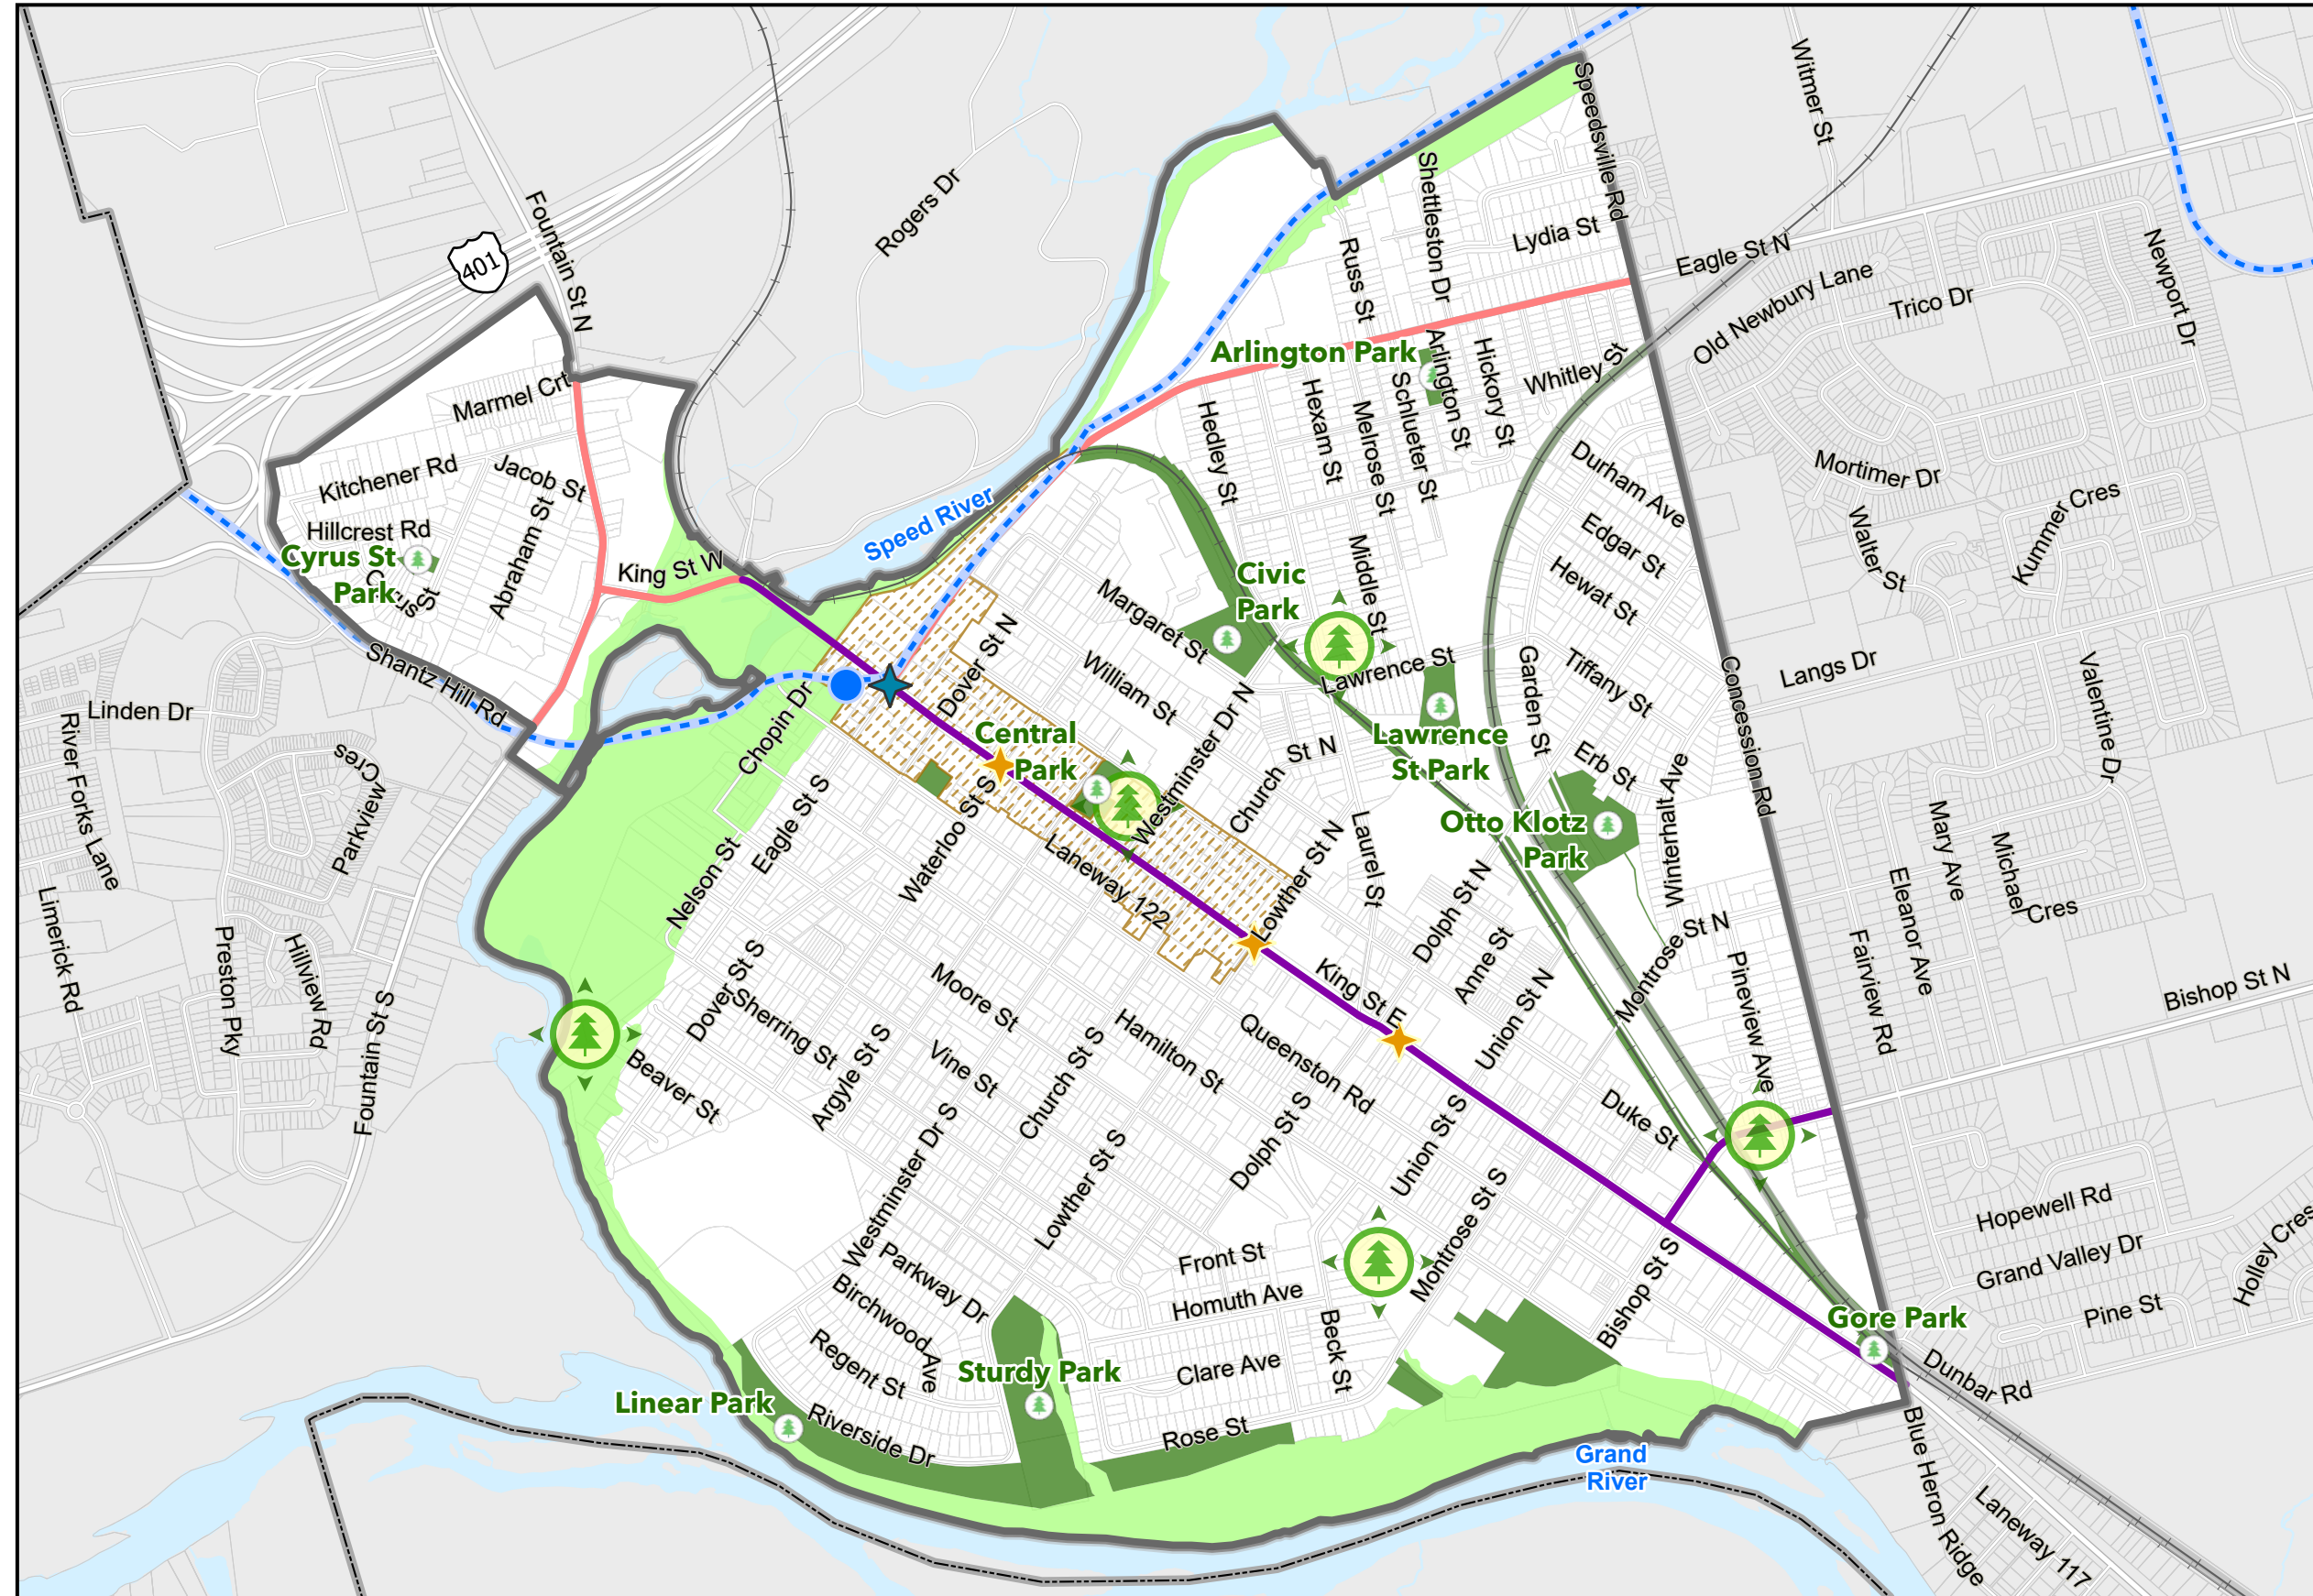 Witmer St
Speedsville Rd
Rogers Dr
Fountain St N
401
Shettleston Dr
Lydia St
Russ St
Eagle St N
Newport Dr
Old Newbury Lane
Trico Dr
Arlington Park
Arlington St
Hickory St
Whitley St
Marmel Crt
Hexam St
Melrose St
Schlueter St
Hedley St
Kitchener Rd
Jacob St
Durham Ave
Mortimer Dr
Kummer Cres
Speed River
Hillcrest Rd
Abraham St
Edgar St
Walter St
Cyrus St
Park
Cyrus St
King St W
Hewat St
Middle St
Civic
Park
Margaret St
Dover St N
William St
Lawrence St
Garden St
Tiffany St
Concession Rd
Langs Dr
Valentine Dr
Shantz Hill Rd
Linden Dr
River Forks Lane
Chopin Dr
Central
Park
Westminster Dr N
Church St N
Lawrence
St Park
Erb St
Winterhalt Ave
Parkview Cres
Eagle St S
Waterloo St S
Laneway 122
Lowther St N
Laurel St
Otto Klotz
Park
Mary Ave
Michael Cres
Eleanor Ave
Nelson St
Limerick Rd
Preston Pky
Hillview Rd
Fountain St S
Dolph St N
Anne St
Montrose St N
Pineview Ave
Fairview Rd
Bishop St N
Dover St S
Sherring St
Moore St
King St E
Union St N
Argyle St S
Vine St
Church St S
Hamilton St
Queenston Rd
Beaver St
Duke St
Westminster Dr S
Lowther St S
Dolph St S
Union St S
Montrose St S
Hopewell Rd
Front St
Grand Valley Dr
Holley Cres
Parkway Dr
Birchwood Ave
Homuth Ave
Bishop St S
Gore Park
Pine St
Regent St
Sturdy Park
Clare Ave
Beck St
Dunbar Rd
Linear Park
Riverside Dr
Rose St
Grand
River
Blue Heron Ridge
Laneway 117